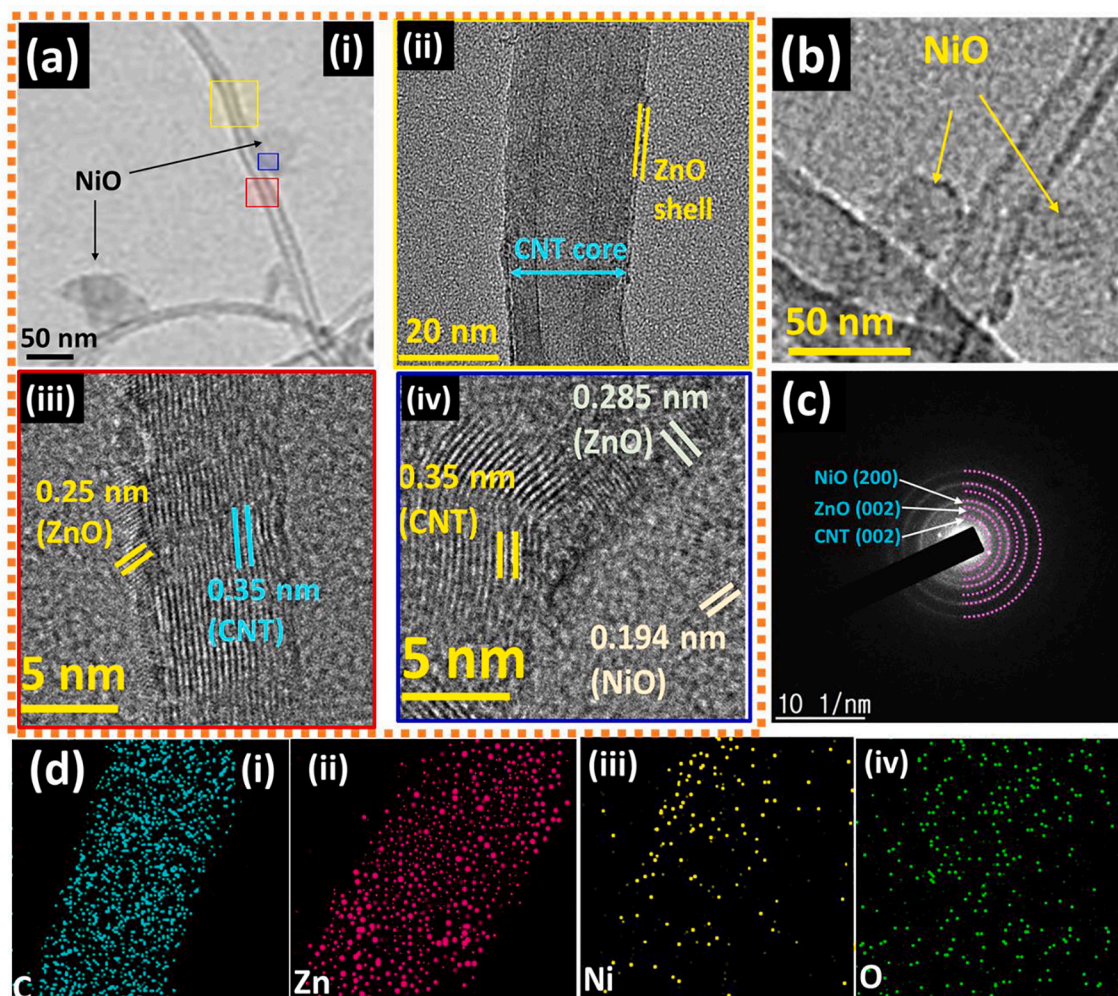 (a)
(i)
NiO
50 nm
(ii)
ZnO
shell
CNT core
20 nm
(b)
NiO
50 nm
(iii)
0.25 nm
(ZnO)
0.35 nm
(CNT)
5 nm
(iv)
0.285 nm
(ZnO)
0.35 nm
(CNT)
0.194 nm
(NiO)
5 nm
(c)
NiO (200)
ZnO (002)
CNT (002)
10 1/nm
(d)
(i)
C
(ii)
Zn
(iii)
Ni
(iv)
O